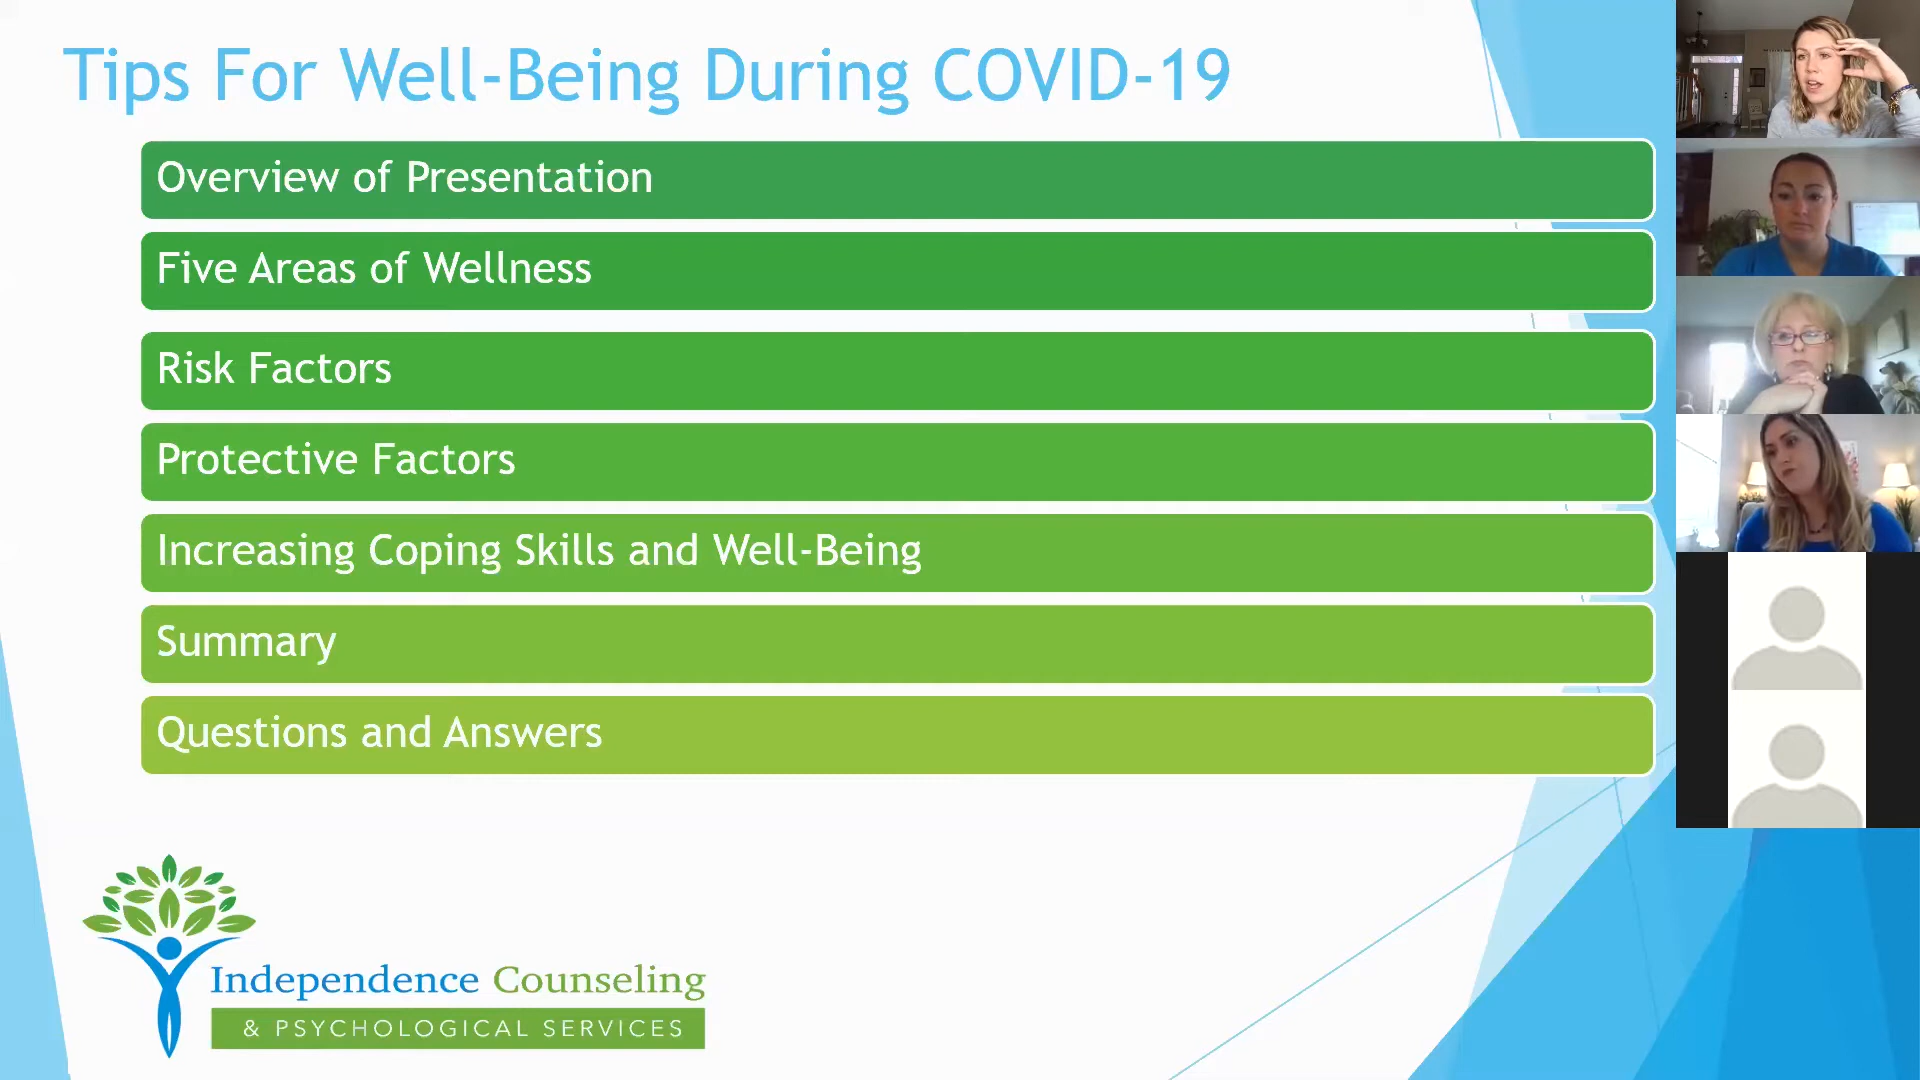 Tips For Well-Being During COVID-19
Overview of Presentation
Five Areas of Wellness
Risk Factors
Protective Factors
Increasing Coping Skills and Well-Being
Summary
Questions and Answers
Independence Counseling
& PSYCHOLOGICAL SERVICES